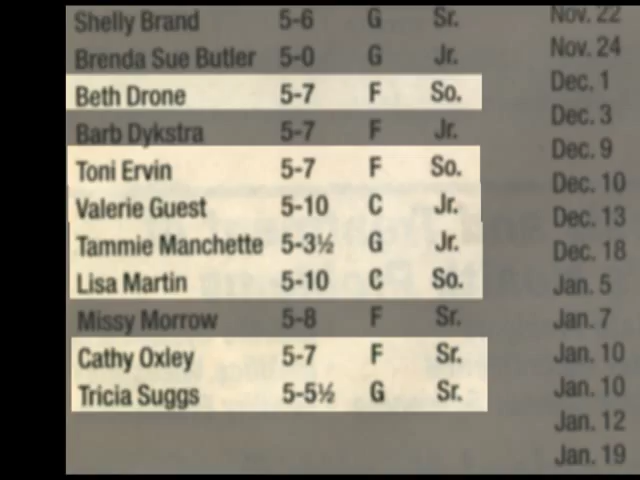 Shelly Brand 5-6 G Sr.
Brenda Sue Butler 5-0 G Jr.
Beth Drone 5-7 F So.
Barb Dykstra 5-7 F Jr.
Toni Ervin 5-7 F So.
Valerie Guest 5-10 C Jr.
Tammie Manchette 5-3½ G Jr.
Lisa Martin 5-10 C So.
Missy Morrow 5-8 F Sr.
Cathy Oxley 5-7 F Sr.
Tricia Suggs 5-5½ G Sr.
Nov. 22
Nov. 24
Dec. 1
Dec. 3
Dec. 9
Dec. 10
Dec. 13
Dec. 18
Jan. 5
Jan. 7
Jan. 10
Jan. 10
Jan. 12
Jan. 19